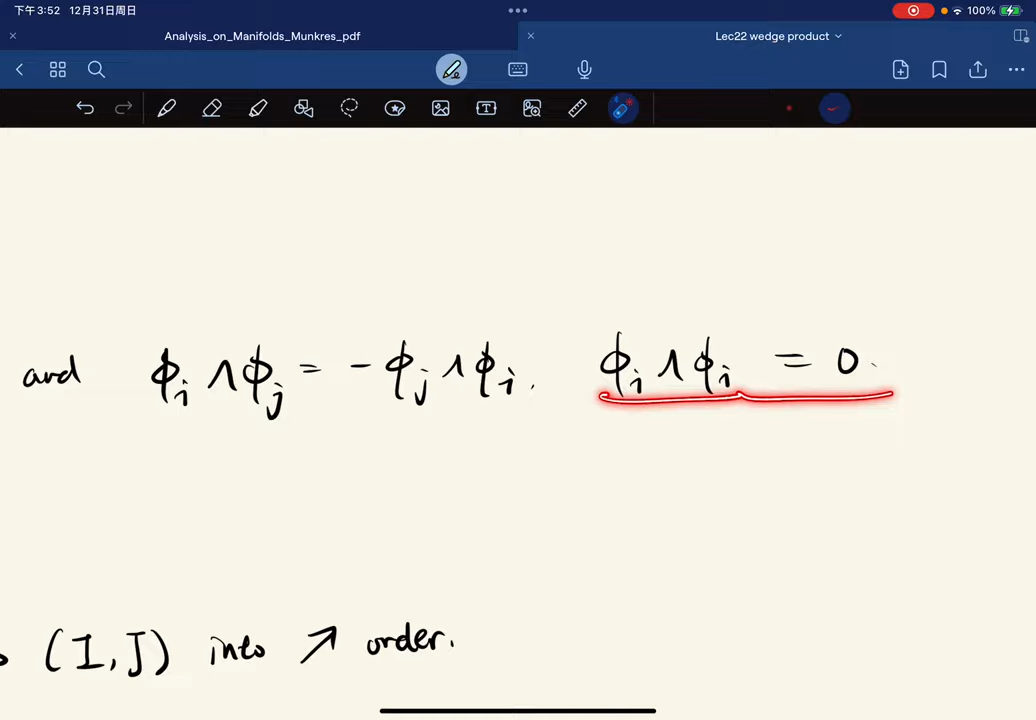 下午3:52 12月31日周日
100%
Analysis_on_Manifolds_Munkres_pdf
Lec22 wedge product
and ϕᵢ ∧ ϕⱼ = - ϕⱼ ∧ ϕᵢ. ϕᵢ ∧ ϕᵢ = 0.
(I,J) into ↗ order.